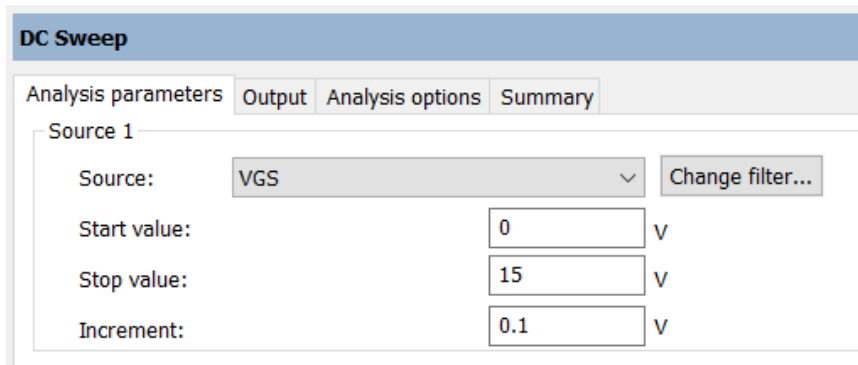 DC Sweep
Analysis parameters Output Analysis options Summary
Source 1
Source: VGS Change filter...
Start value: 0 V
Stop value: 15 V
Increment: 0.1 V